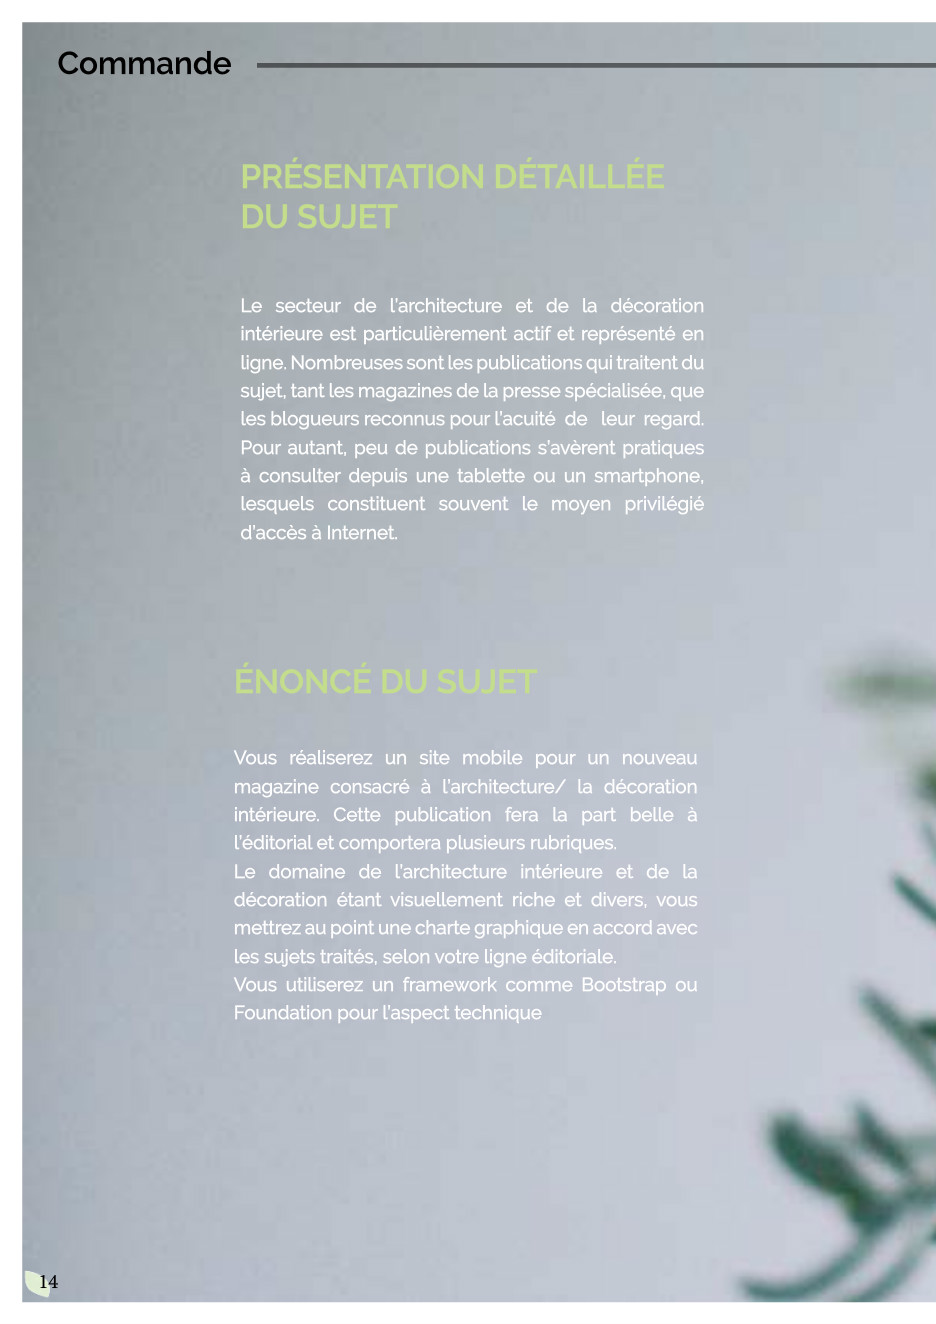 Commande
PRÉSENTATION DÉTAILLÉE
DU SUJET
Le secteur de l'architecture et de la décoration
intérieure est particulièrement actif et représenté en
ligne. Nombreuses sont les publications qui traitent du
sujet, tant les magazines de la presse spécialisée, que
les blogueurs reconnus pour l'acuité de leur regard.
Pour autant, peu de publications s'avèrent pratiques
à consulter depuis une tablette ou un smartphone,
lesquels constituent souvent le moyen privilégié
d'accès à Internet.
ÉNONCÉ DU SUJET
Vous réaliserez un site mobile pour un nouveau
magazine consacré à l'architecture/ la décoration
intérieure. Cette publication fera la part belle à
l'éditorial et comportera plusieurs rubriques.
Le domaine de l'architecture intérieure et de la
décoration étant visuellement riche et divers, vous
mettrez au point une charte graphique en accord avec
les sujets traités, selon votre ligne éditoriale.
Vous utiliserez un framework comme Bootstrap ou
Foundation pour l'aspect technique
14